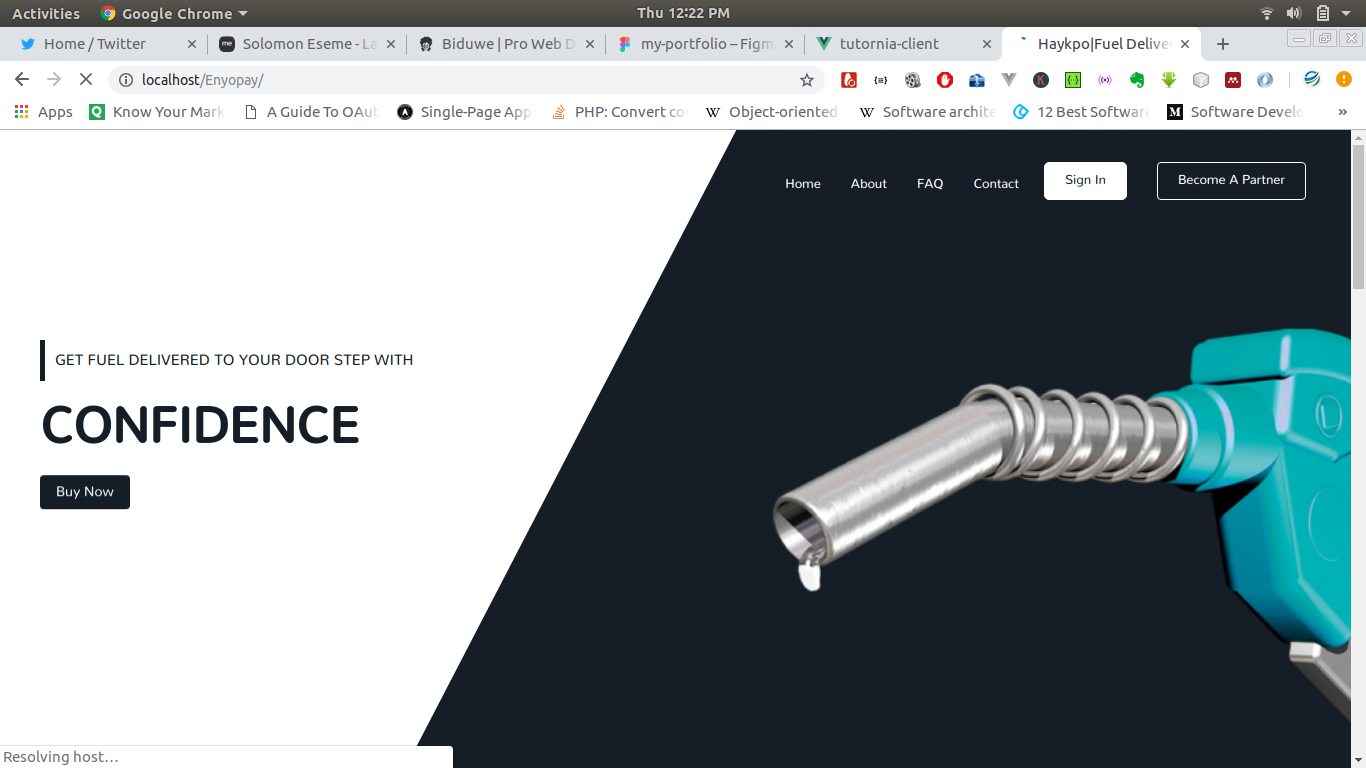 Activities
Google Chrome
Thu 12:22 PM
Home / Twitter
Solomon Eseme - La
Biduwe | Pro Web D
my-portfolio – Figm
tutornia-client
Haykpo|Fuel Delive
localhost/Enyopay/
Apps
Know Your Mark
A Guide To OAut
Single-Page App
PHP: Convert co
Object-oriented
Software archite
12 Best Softwar
Software Develo
Home
About
FAQ
Contact
Sign In
Become A Partner
GET FUEL DELIVERED TO YOUR DOOR STEP WITH
CONFIDENCE
Buy Now
Resolving host…